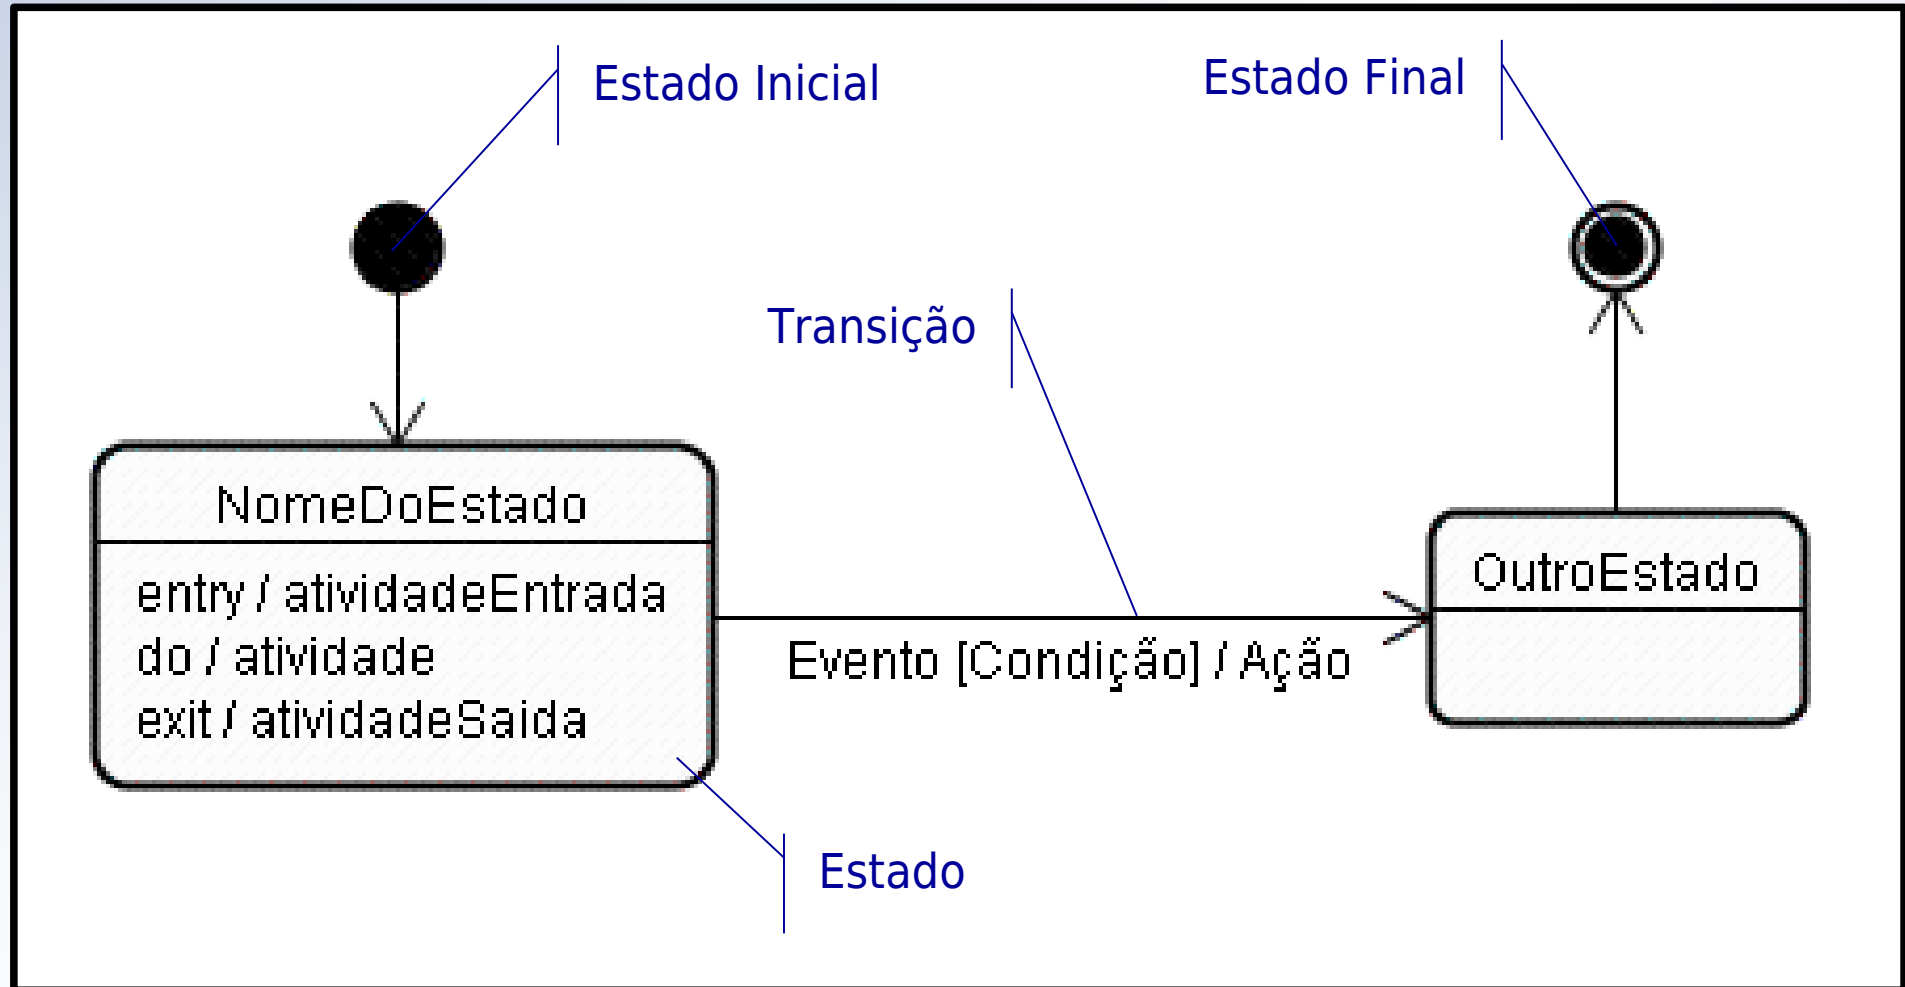 Estado Inicial
Estado Final
Transição
NomeDoEstado
entry / atividadeEntrada
do / atividade
exit / atividadeSaida
OutroEstado
Evento [Condição] / Ação
Estado